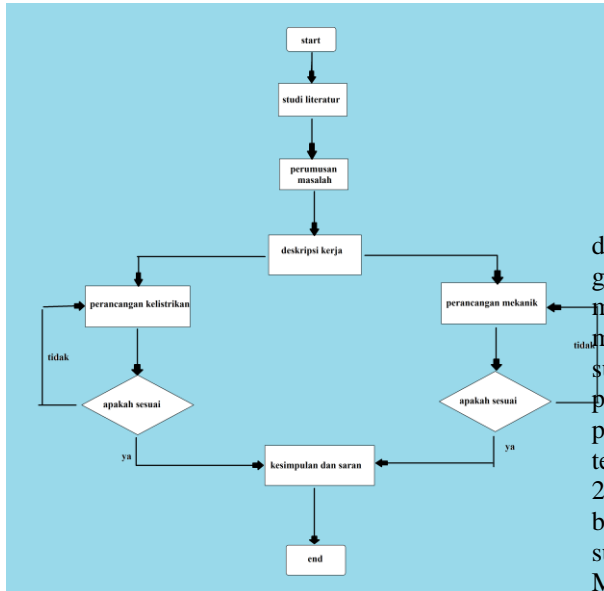 start
studi literatur
perumusan
masalah
deskripsi kerja
perancangan kelistrikan
perancangan mekanik
tidak
tidak
apakah sesuai
apakah sesuai
ya
ya
kesimpulan dan saran
end